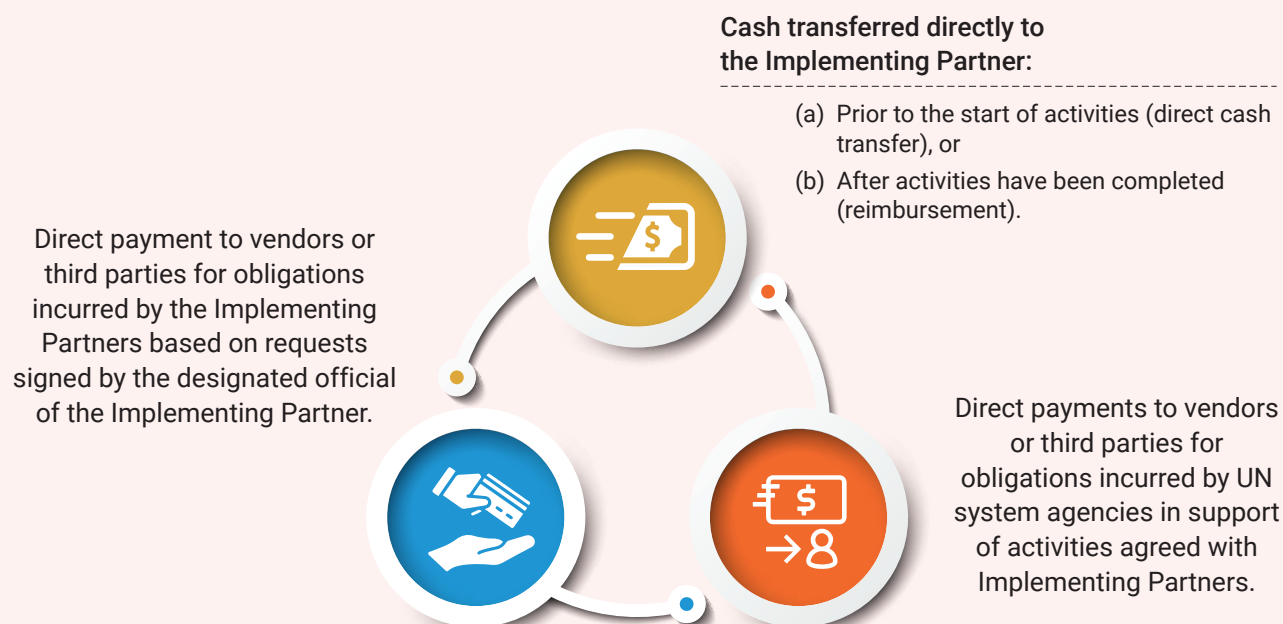 Cash transferred directly to
the Implementing Partner:
(a) Prior to the start of activities (direct cash
transfer), or
(b) After activities have been completed
(reimbursement).
$
Direct payment to vendors or
third parties for obligations
incurred by the Implementing
Partners based on requests
signed by the designated official
of the Implementing Partner.
$
Direct payments to vendors
or third parties for
obligations incurred by UN
system agencies in support
of activities agreed with
Implementing Partners.